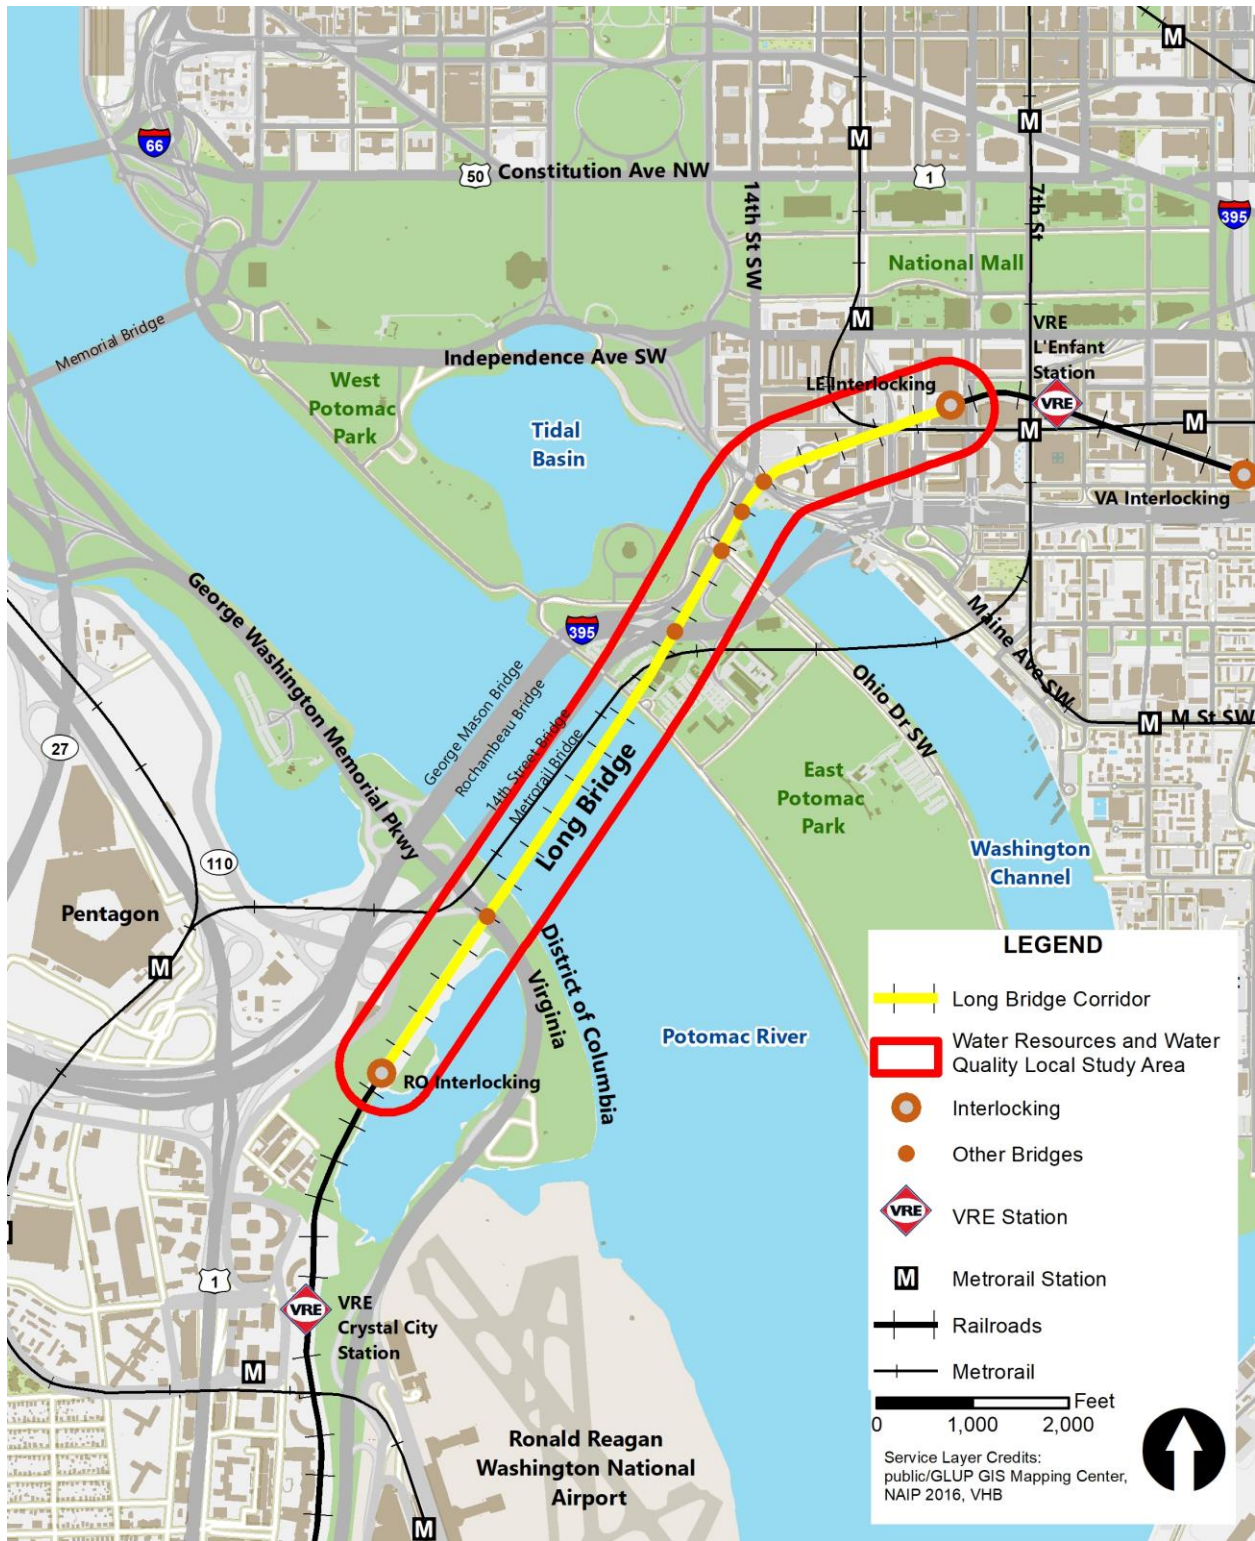 M
66
M
M
50
Constitution Ave NW
1
14th St SW
7th St
395
National Mall
Memorial Bridge
M
VRE
L'Enfant
Station
Independence Ave SW
West
Potomac
Park
LE Interlocking
VRE
M
M
Tidal
Basin
VA Interlocking
George Washington Memorial Pkwy
395
Maine Ave SW
George Mason Bridge
Rochambeau Bridge
14th Street Bridge
Metrorail Bridge
Long Bridge
Ohio Dr SW
M
M St SW
27
East
Potomac
Park
110
Washington
Channel
Pentagon
M
District of Columbia
Virginia
Potomac River
RO Interlocking
1
VRE
VRE
Crystal City
Station
M
Ronald Reagan
Washington National
Airport
M
LEGEND
Long Bridge Corridor
Water Resources and Water
Quality Local Study Area
Interlocking
Other Bridges
VRE
VRE Station
M
Metrorail Station
Railroads
Metrorail
Feet
0 1,000 2,000
Service Layer Credits:
public/GLUP GIS Mapping Center,
NAIP 2016, VHB